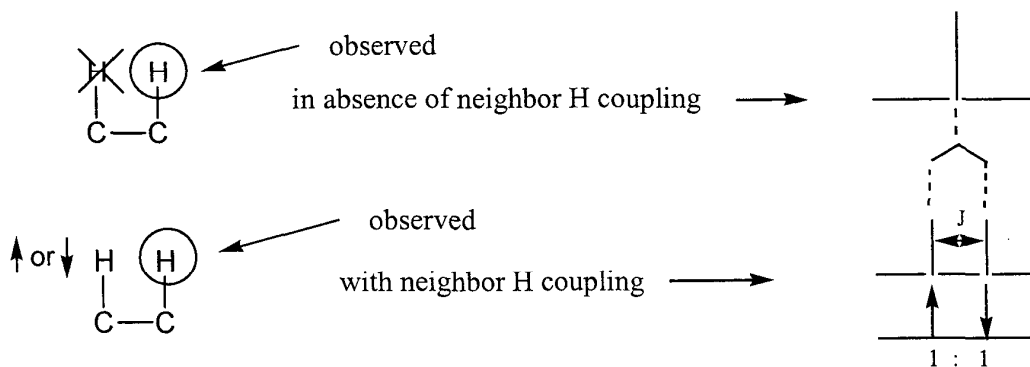 H H
observed
in absence of neighbor H coupling
C C
observed
J
or H H
with neighbor H coupling
C C
1 : 1